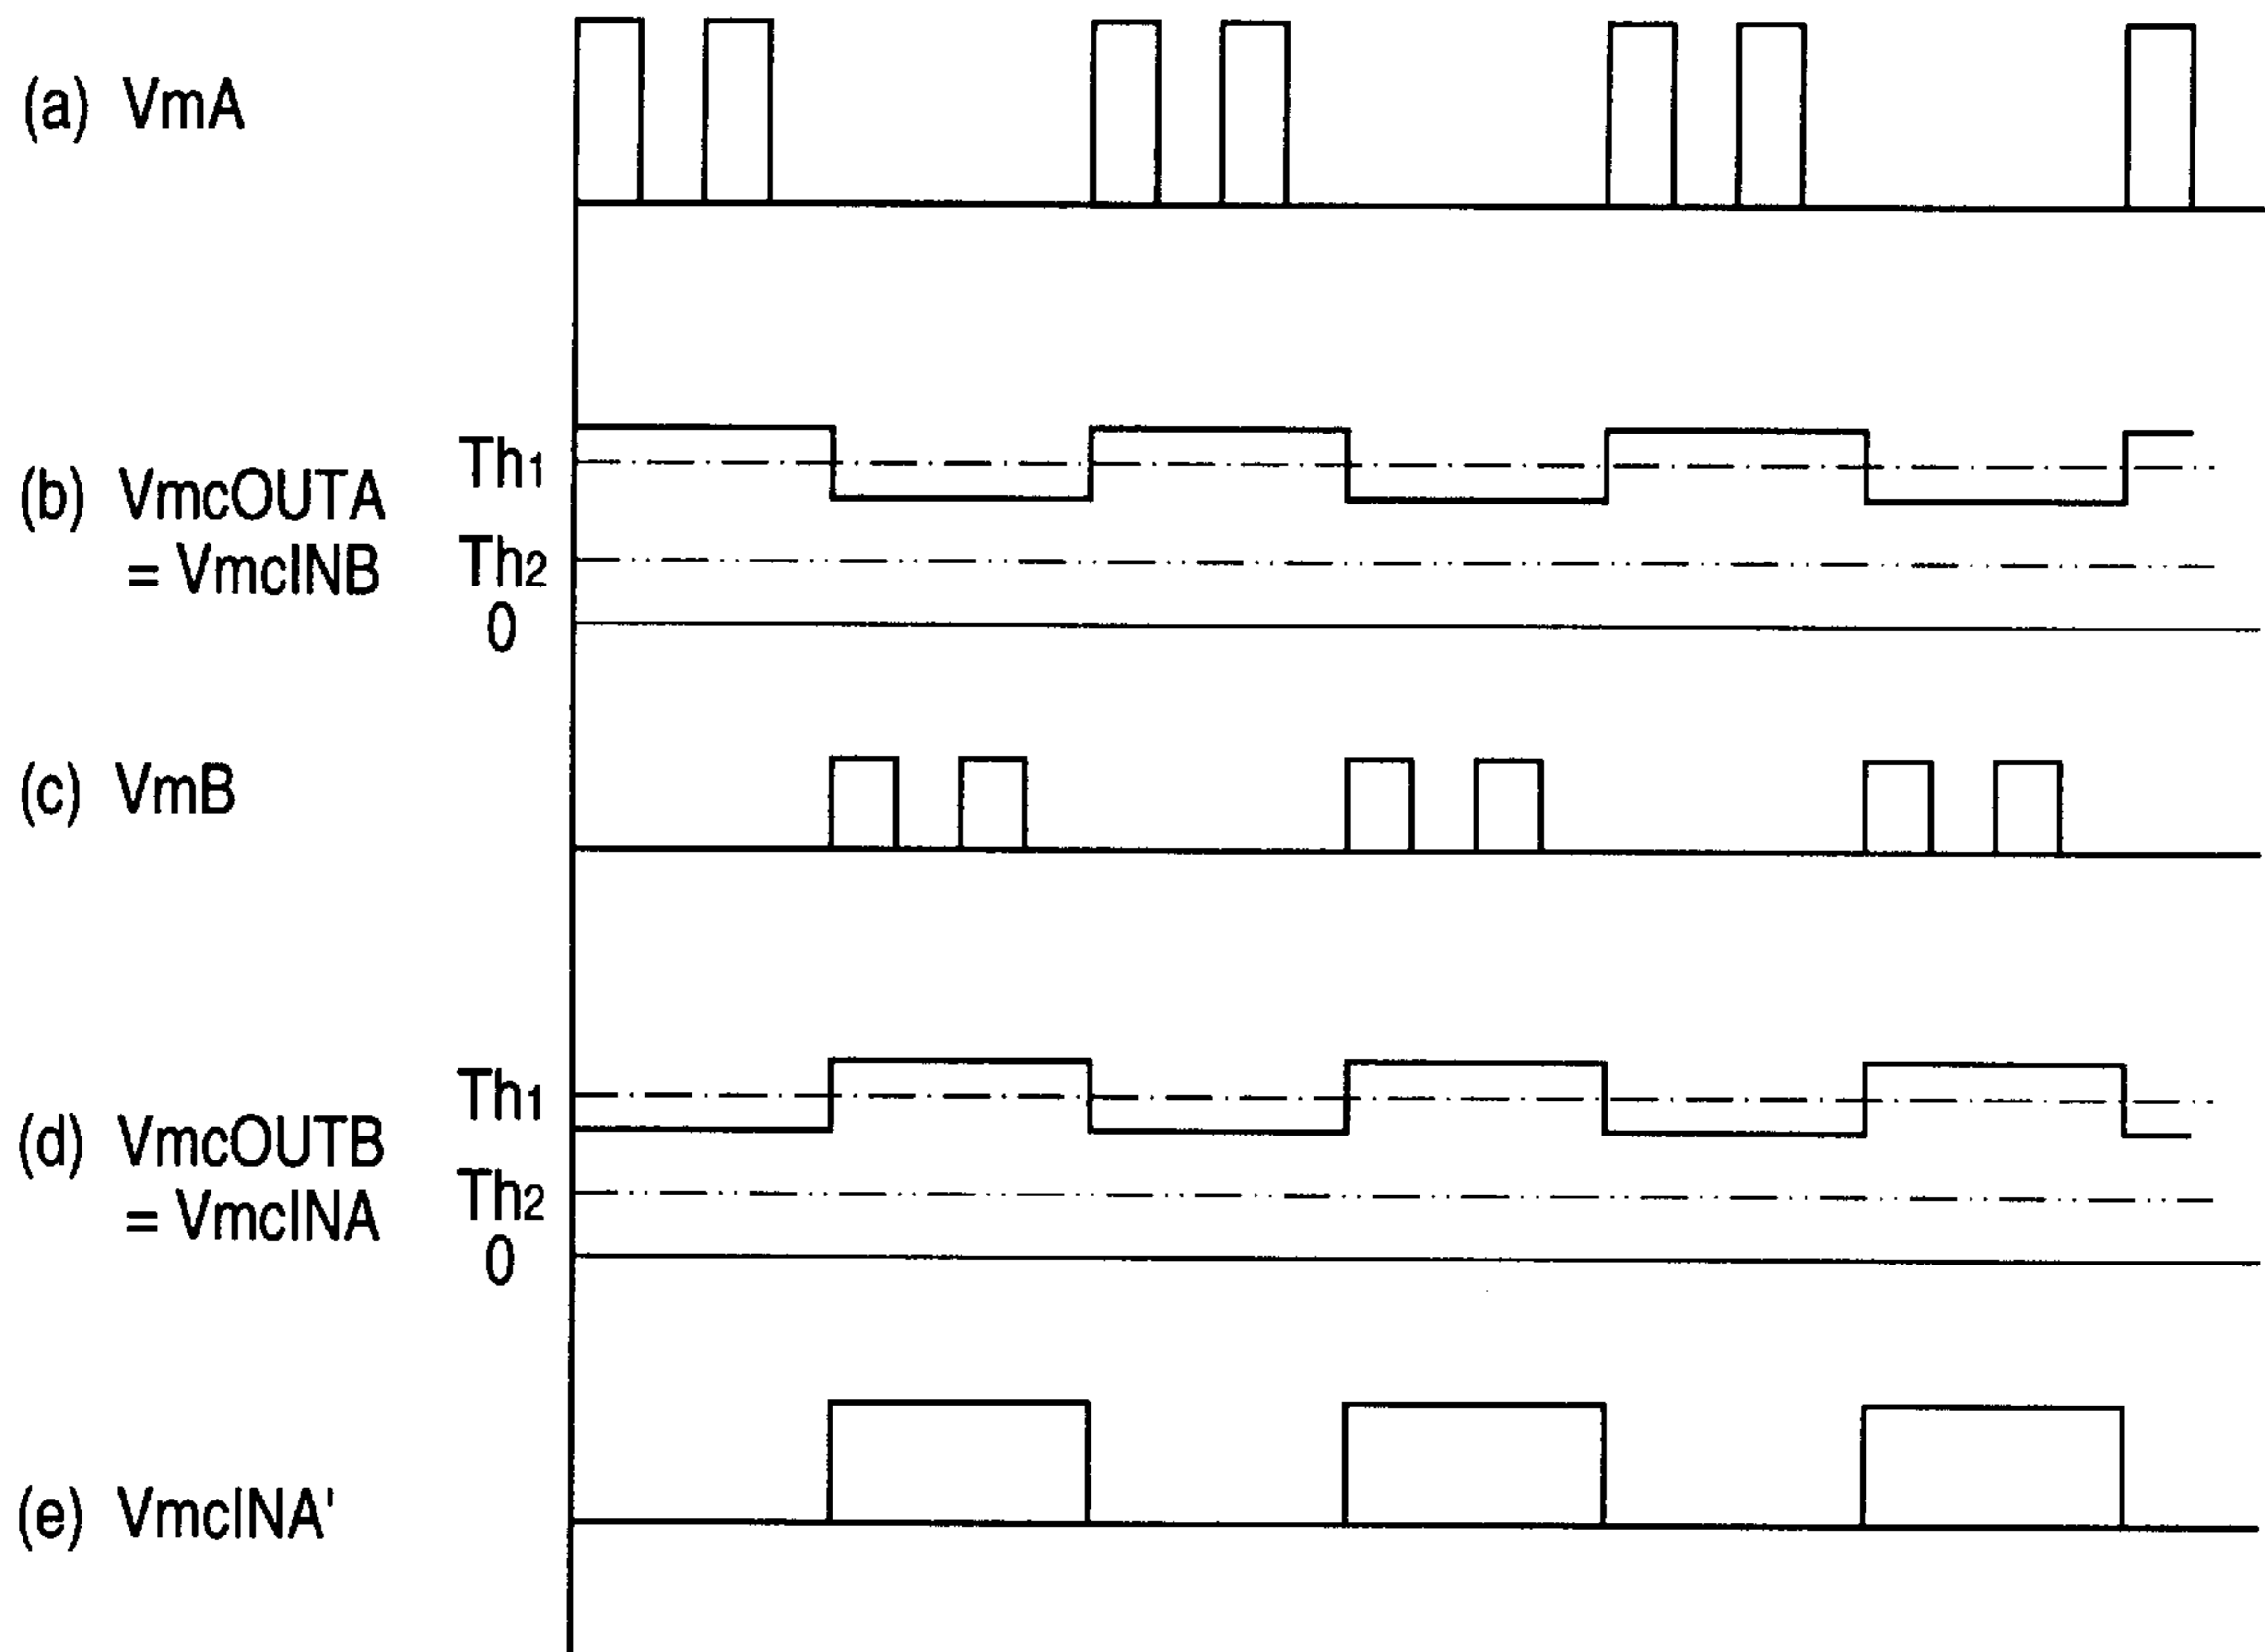 (a) VmA
Th1
(b) VmcOUTA
Th2
= VmcINB
0
(c) VmB
Th1
(d) VmcOUTB
Th2
= VmcINA
0
(e) VmcINA'